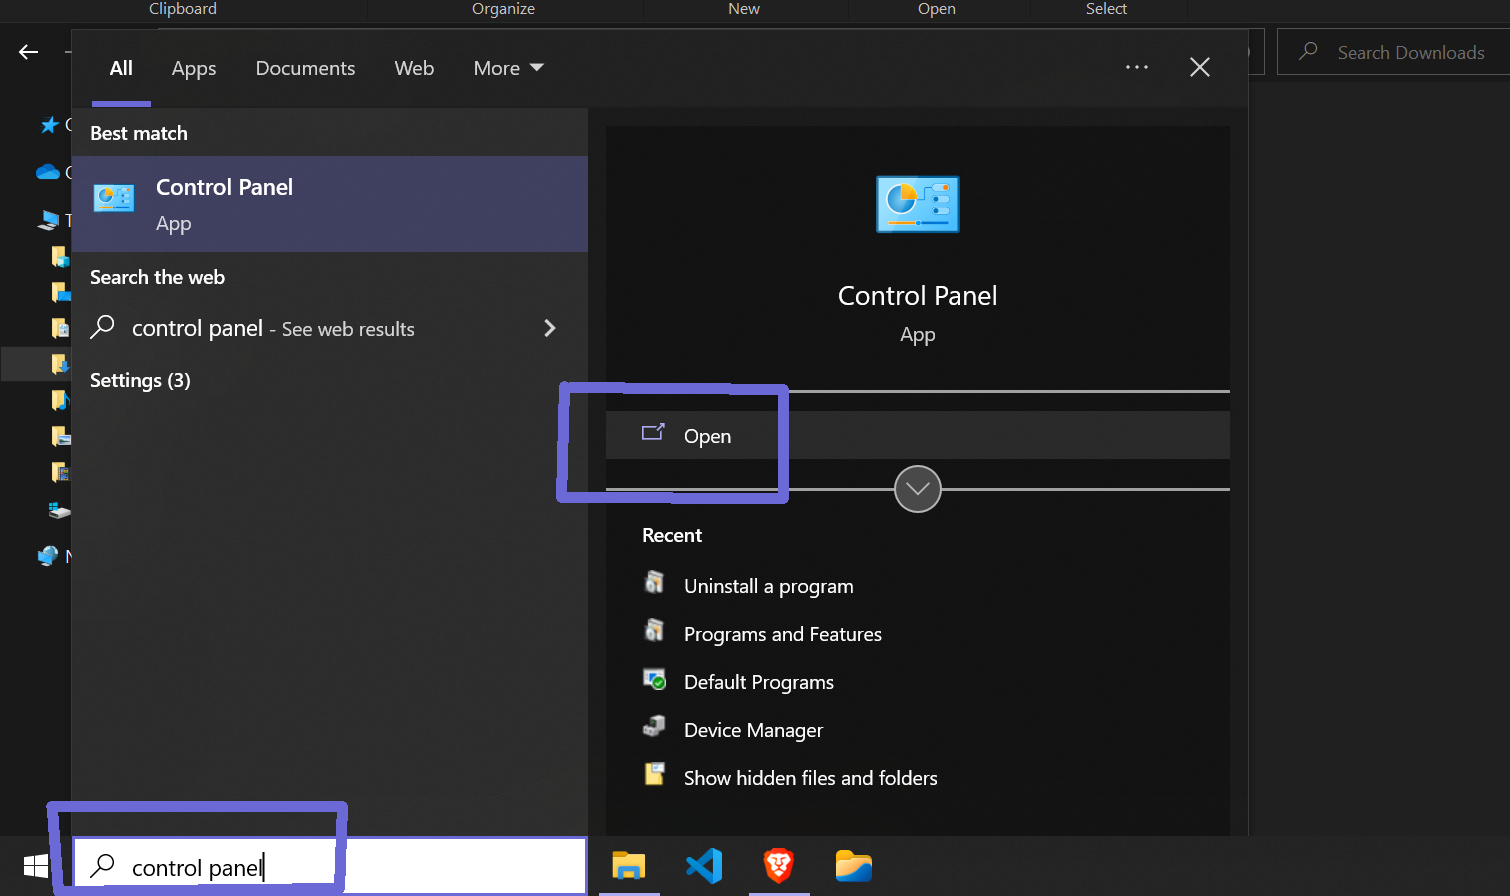 Clipboard
Organize
New
Open
Select
Search Downloads
All
Apps
Documents
Web
More
Best match
Control Panel
App
Search the web
control panel - See web results
Settings (3)
Control Panel
App
Open
Recent
Uninstall a program
Programs and Features
Default Programs
Device Manager
Show hidden files and folders
control panel